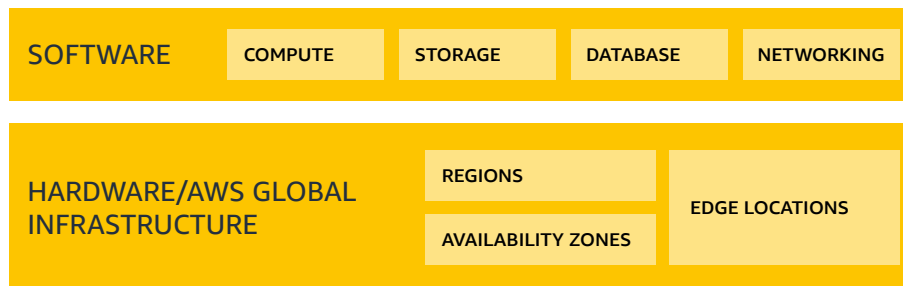 SOFTWARE
COMPUTE
STORAGE
DATABASE
NETWORKING
HARDWARE/AWS GLOBAL
INFRASTRUCTURE
REGIONS
AVAILABILITY ZONES
EDGE LOCATIONS